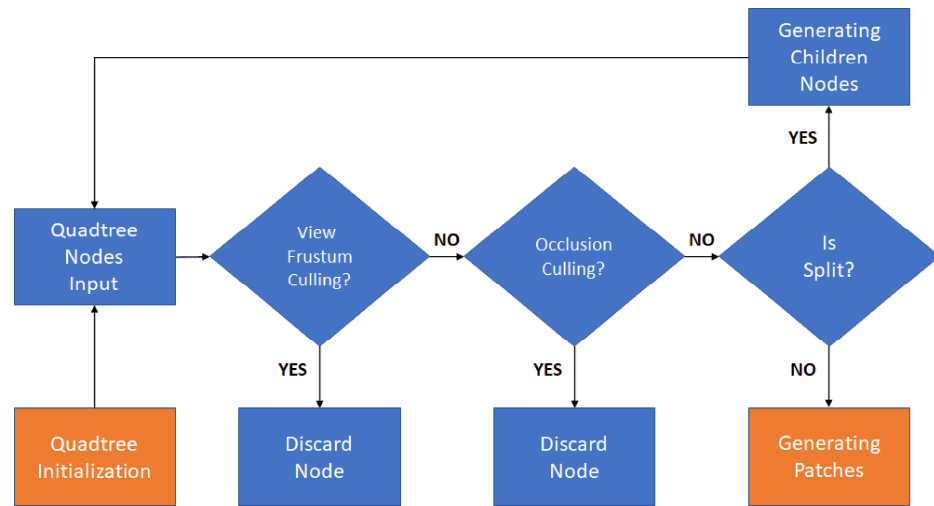 Generating
Children
Nodes
YES
Quadtree
Nodes
Input
View
Frustum
Culling?
NO
Occlusion
Culling?
NO
Is
Split?
YES
YES
NO
Quadtree
Initialization
Discard
Node
Discard
Node
Generating
Patches